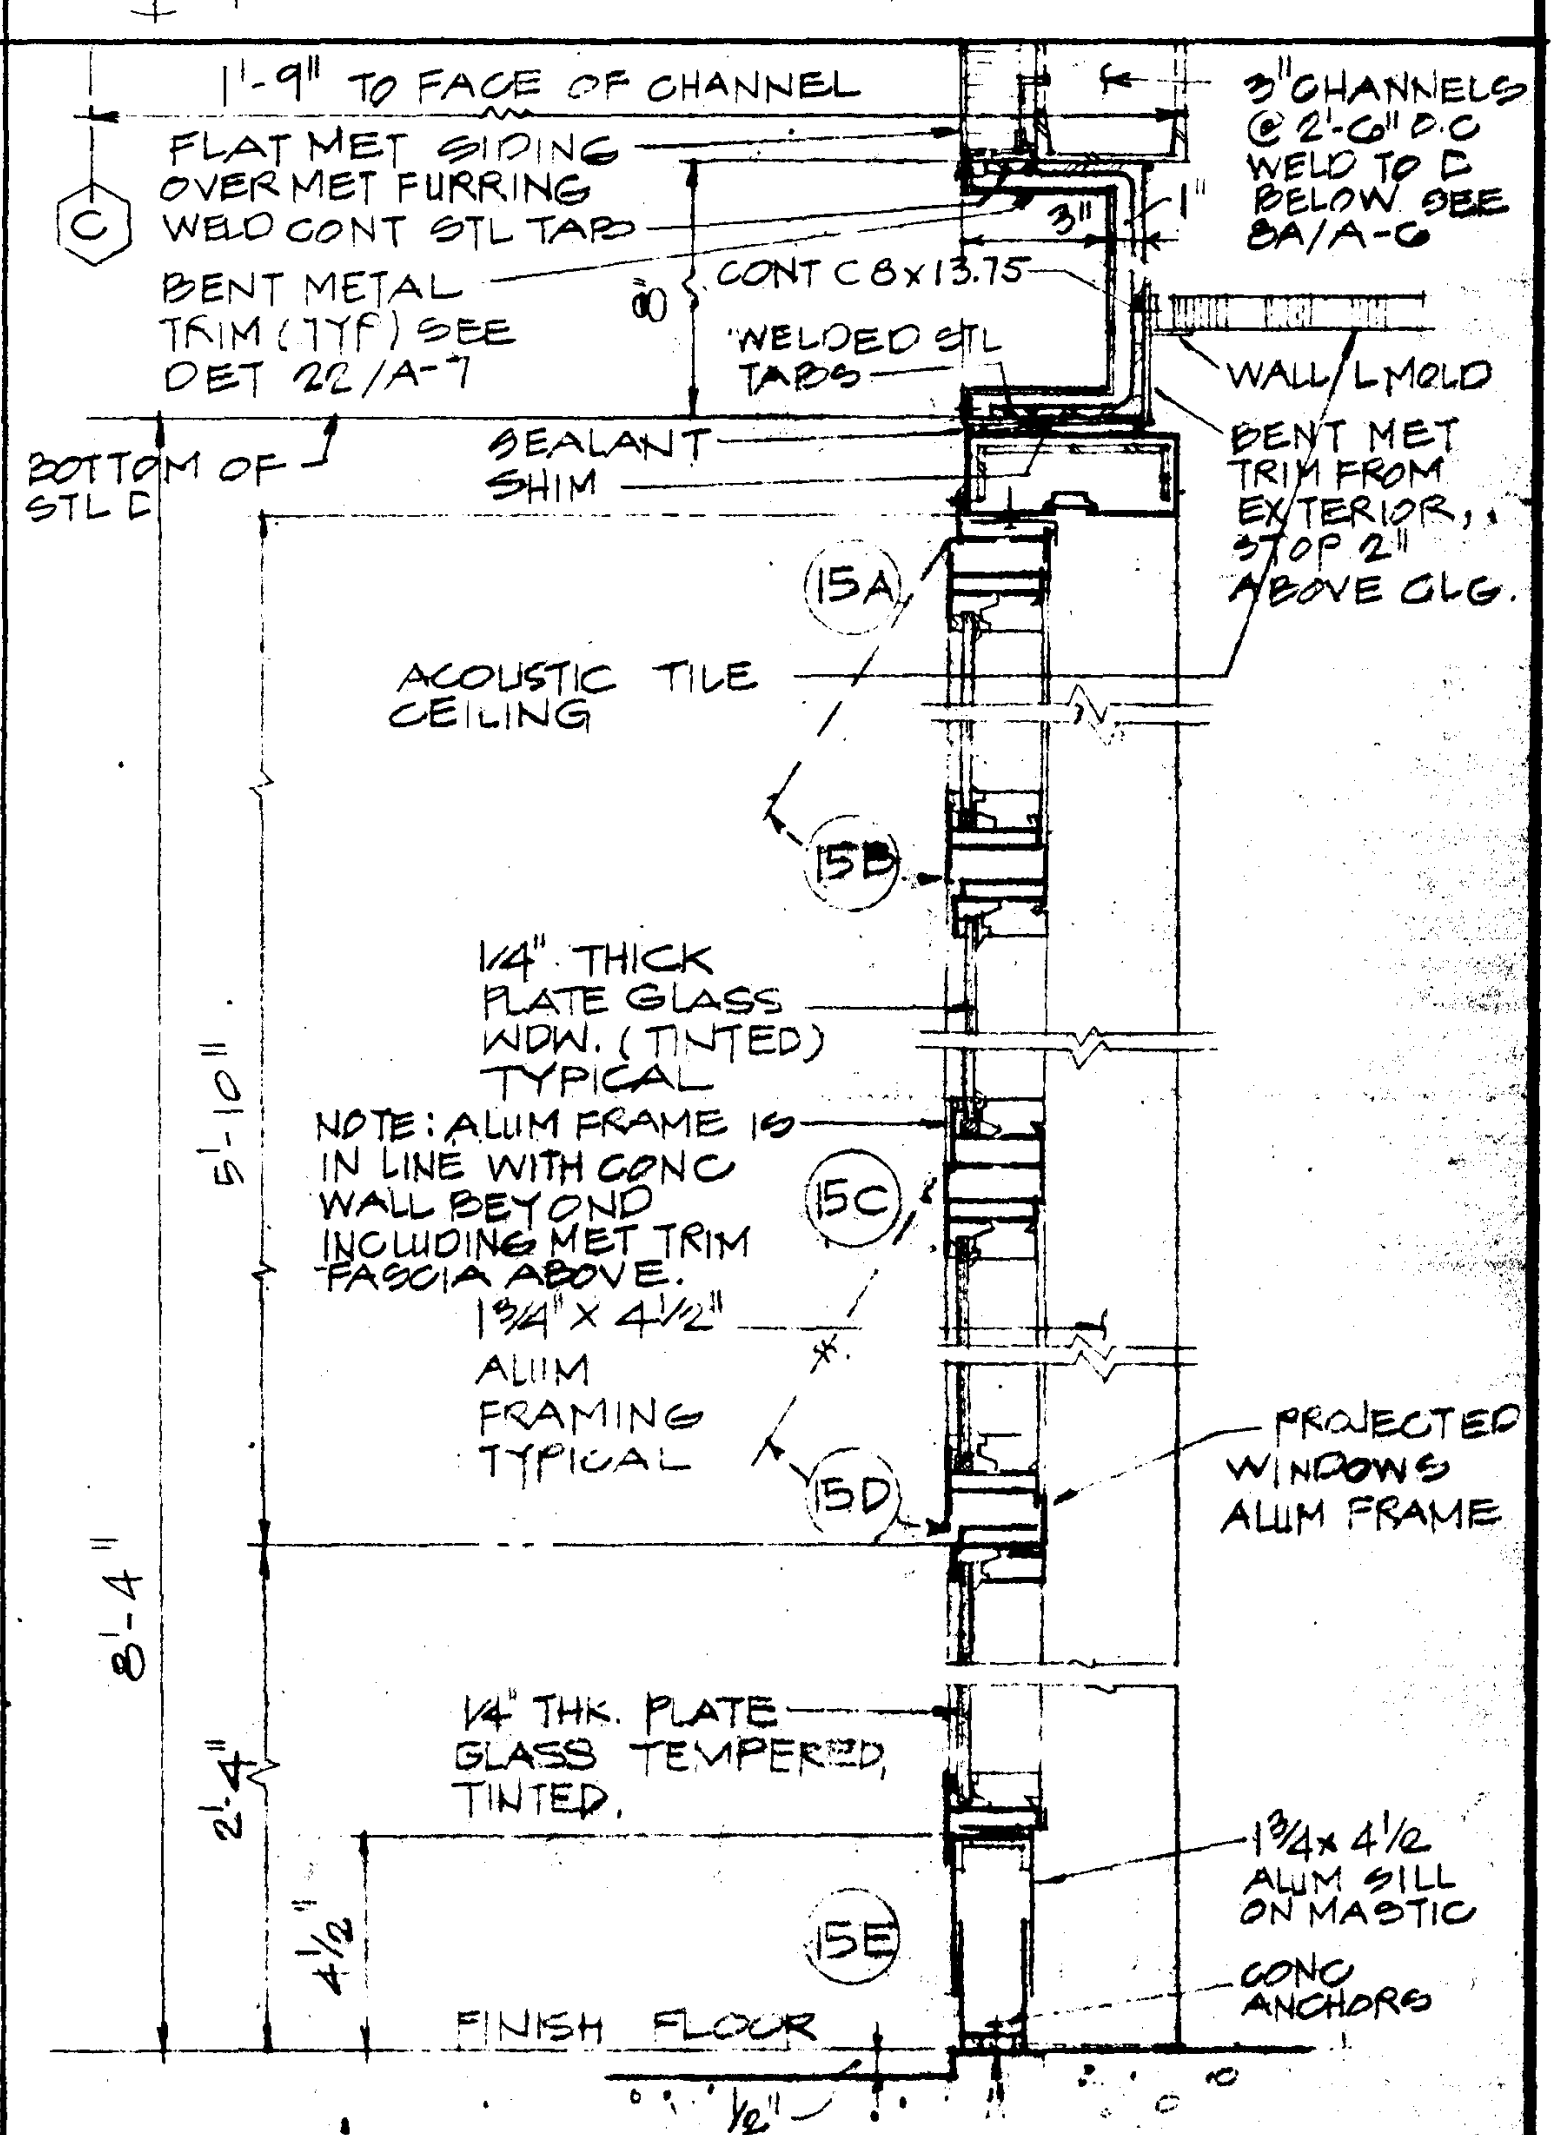 1'-9" TO FACE OF CHANNEL
FLAT MET SIDING
OVER MET FURRING
WELD CONT STL TABS
C
BENT METAL
TRIM (TYP) SEE
DET 22/A-7
3" CHANNELS
@ 2'-6" O.C
WELD TO C
BELOW SEE
8A/A-6
1"
3"
8"
CONT C 8 x 13.75
WELDED STL
TABS
WALL L MOLD
BENT MET
TRIM FROM
EXTERIOR,
STOP 2"
ABOVE CLG.
SEALANT
SHIM
BOTTOM OF
STL C
15A
ACOUSTIC TILE
CEILING
15B
1/4" THICK
PLATE GLASS
WDW. (TINTED)
TYPICAL
5'-10"
NOTE: ALUM FRAME IS
IN LINE WITH CONC
WALL BEYOND
INCLUDING MET TRIM
FASCIA ABOVE.
15C
1 3/4" X 4 1/2"
ALUM
FRAMING
TYPICAL
15D
PROJECTED
WINDOWS
ALUM FRAME
8'-4"
2'-4"
1/4" THK. PLATE
GLASS TEMPERED,
TINTED.
1 3/4 x 4 1/2
ALUM SILL
ON MASTIC
4 1/2"
15E
CONC
ANCHORS
FINISH FLOOR
1/2"